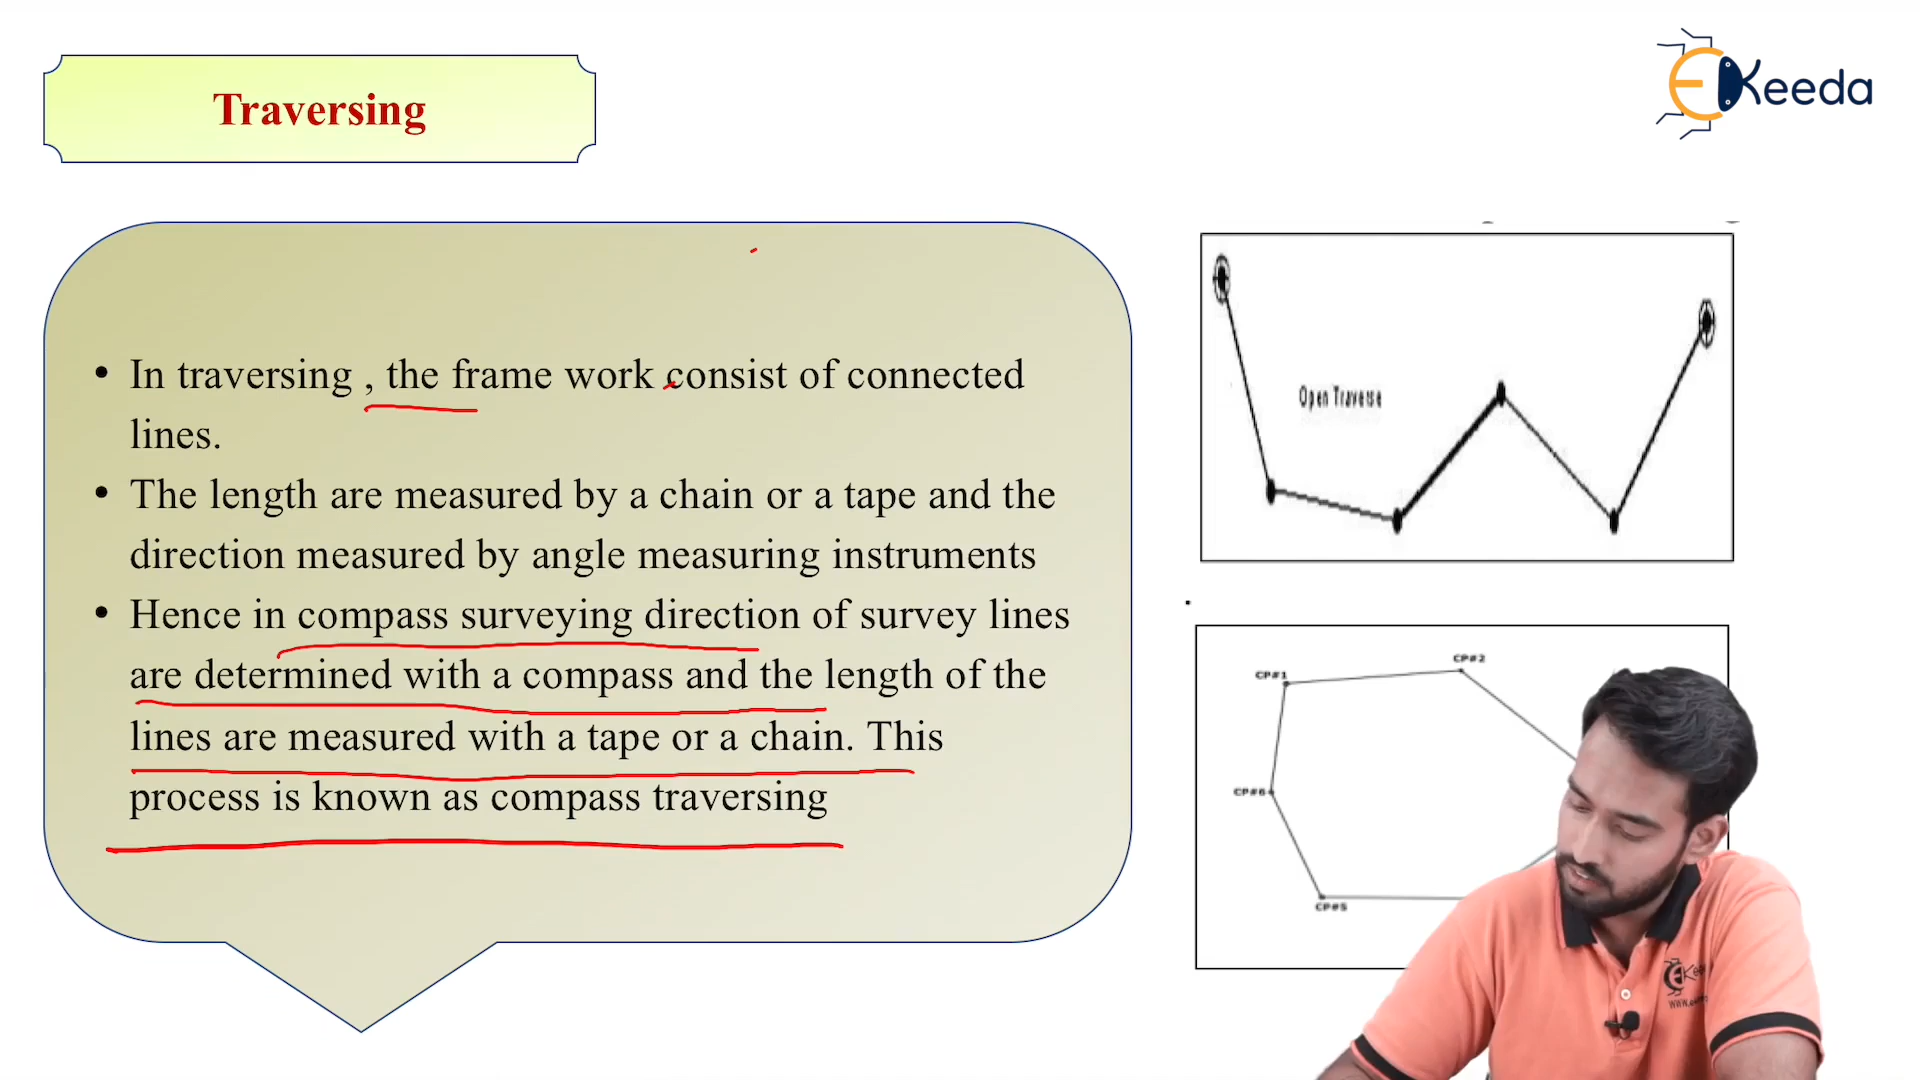 Traversing
EKeeda
• In traversing , the frame work consist of connected
lines.
• The length are measured by a chain or a tape and the
direction measured by angle measuring instruments
• Hence in compass surveying direction of survey lines
are determined with a compass and the length of the
lines are measured with a tape or a chain. This
process is known as compass traversing
Open Traverse
CP#1
CP#2
CP#6
CP#5